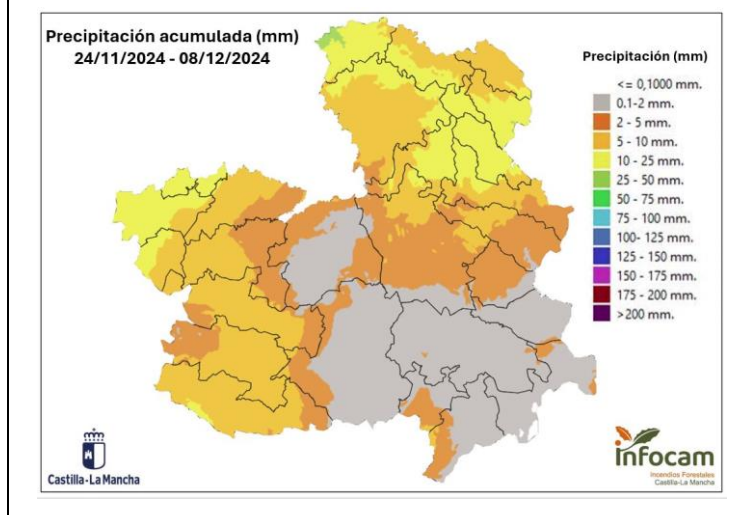 Precipitación acumulada (mm)
24/11/2024 - 08/12/2024
Precipitación (mm)
<= 0,1000 mm.
0.1-2 mm.
2 - 5 mm.
5 - 10 mm.
10 - 25 mm.
25 - 50 mm.
50 - 75 mm.
75 - 100 mm.
100- 125 mm.
125 - 150 mm.
150 - 175 mm.
175 - 200 mm.
>200 mm.
Castilla-La Mancha
infocam
Incendios Forestales
Castilla-La Mancha